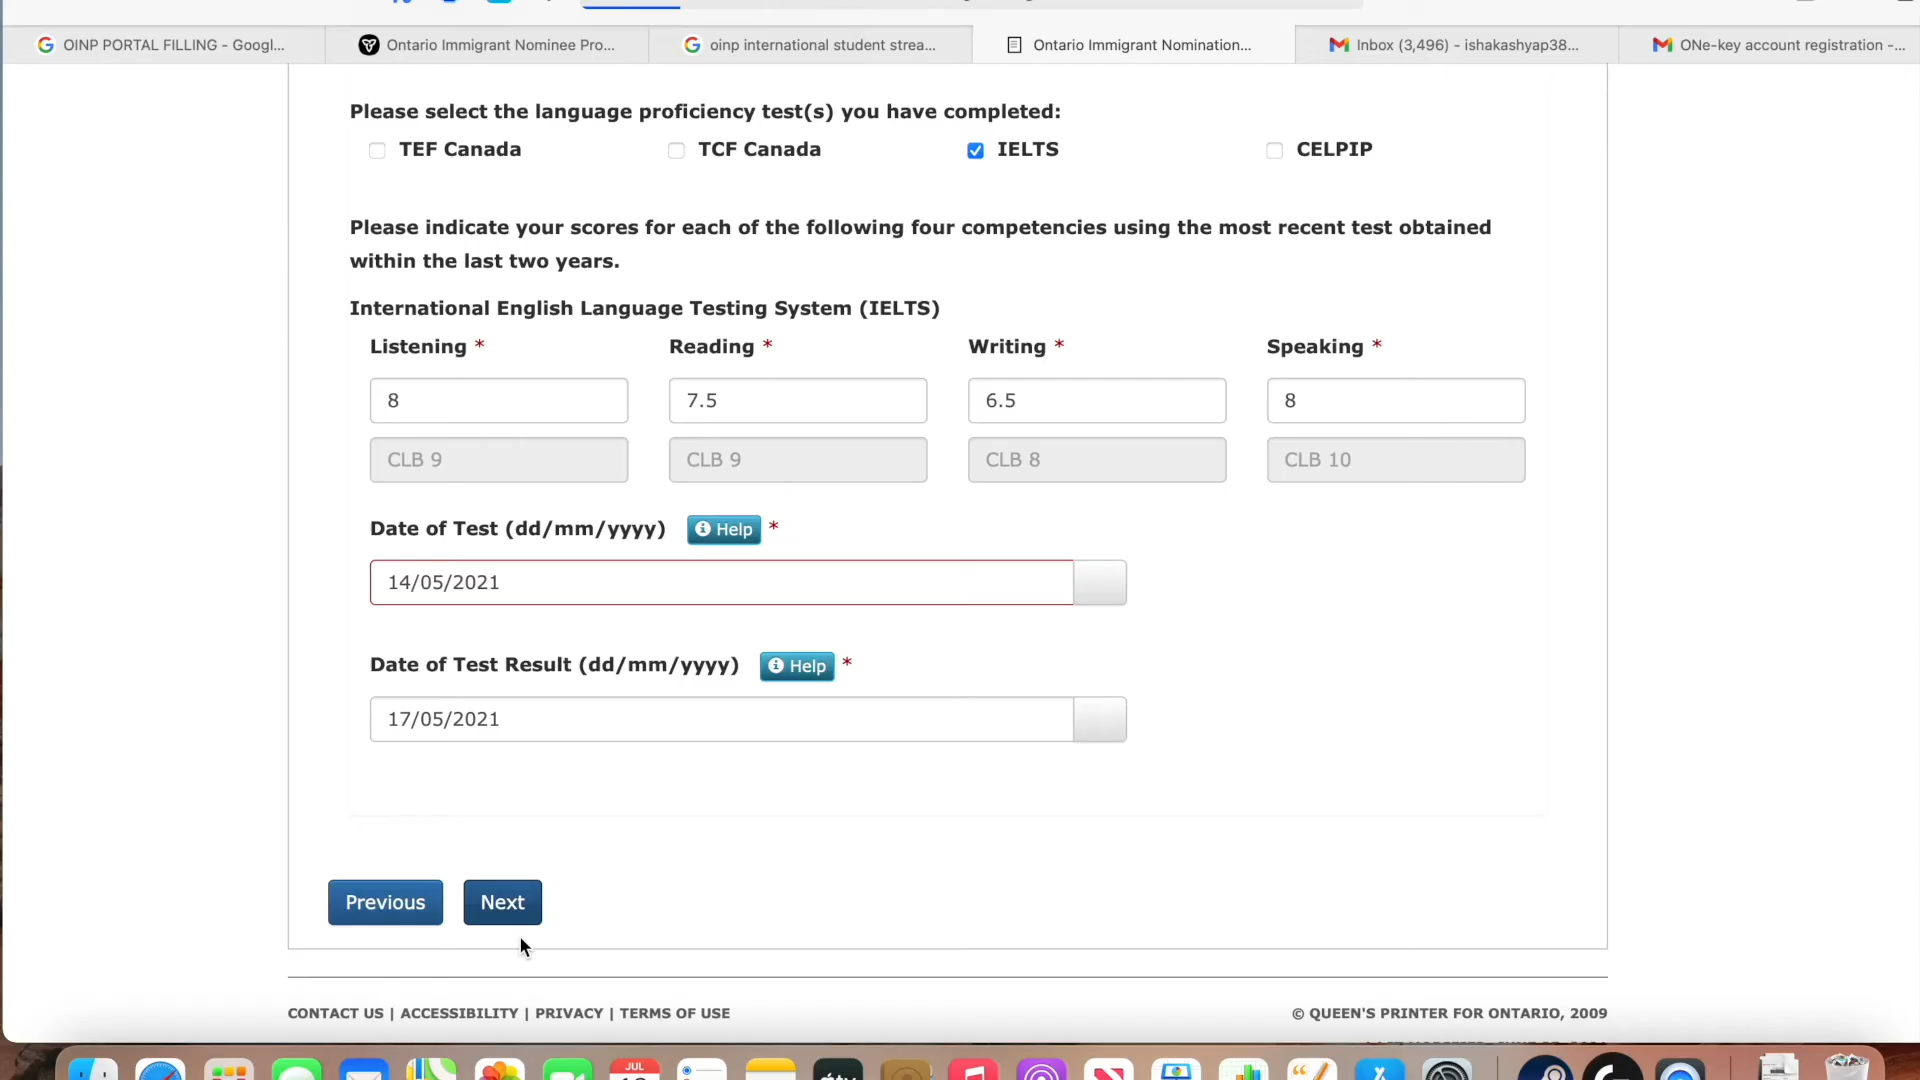 OINP PORTAL FILLING - Googl...
Ontario Immigrant Nominee Pro...
oinp international student strea...
Ontario Immigrant Nomination...
Inbox (3,496) - ishakashyap38...
ONe-key account registration -...
Please select the language proficiency test(s) you have completed:
TEF Canada
TCF Canada
IELTS
CELPIP
Please indicate your scores for each of the following four competencies using the most recent test obtained
within the last two years.
International English Language Testing System (IELTS)
Listening *
Reading *
Writing *
Speaking *
8
7.5
6.5
8
CLB 9
CLB 9
CLB 8
CLB 10
Date of Test (dd/mm/yyyy) Help *
14/05/2021
Date of Test Result (dd/mm/yyyy) Help *
17/05/2021
Previous
Next
CONTACT US | ACCESSIBILITY | PRIVACY | TERMS OF USE
© QUEEN'S PRINTER FOR ONTARIO, 2009
JUL